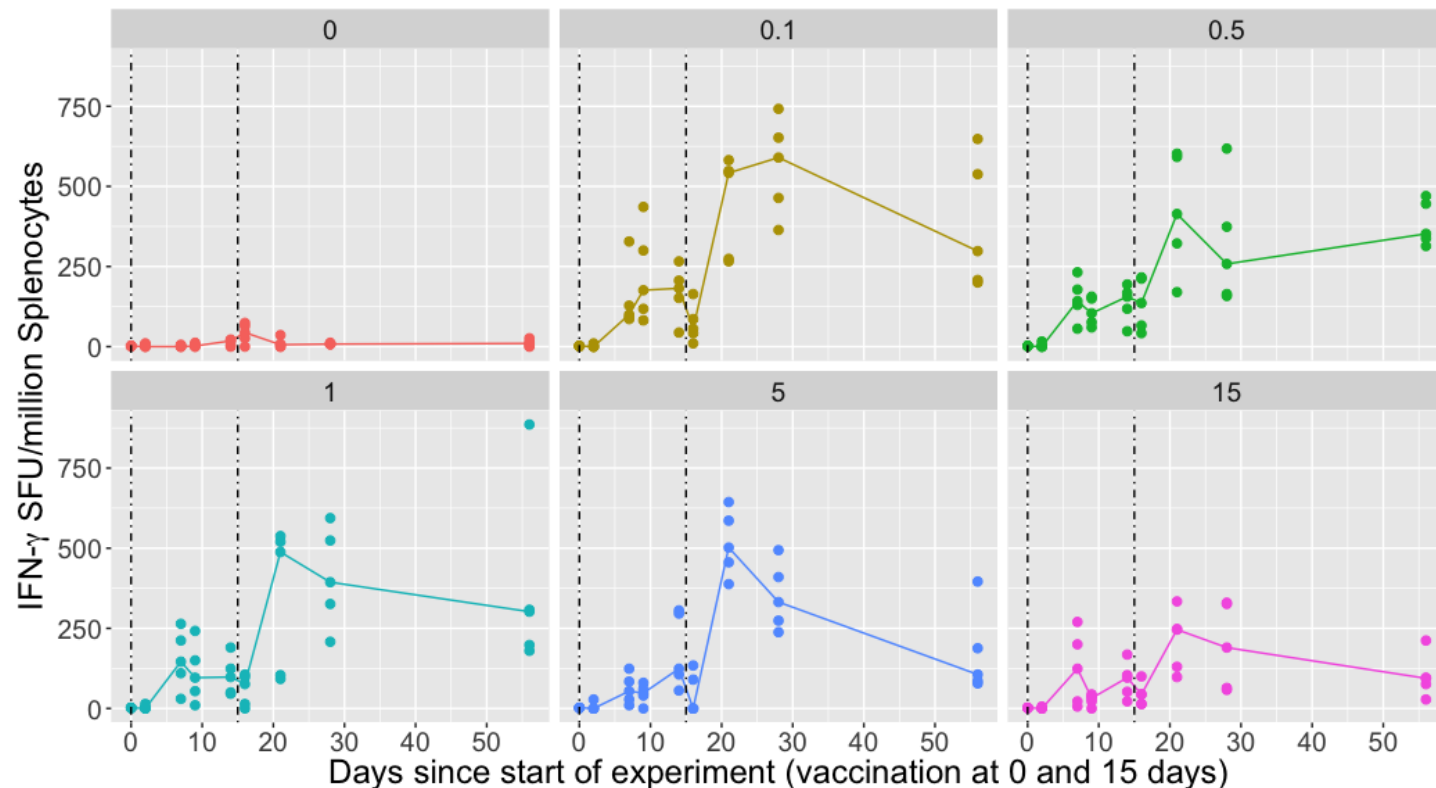 0 0.1 0.5
750
500
250
0
1 5 15
750
500
250
0
0 10 20 30 40 50 0 10 20 30 40 50 0 10 20 30 40 50
IFN-γ SFU/million Splenocytes
Days since start of experiment (vaccination at 0 and 15 days)